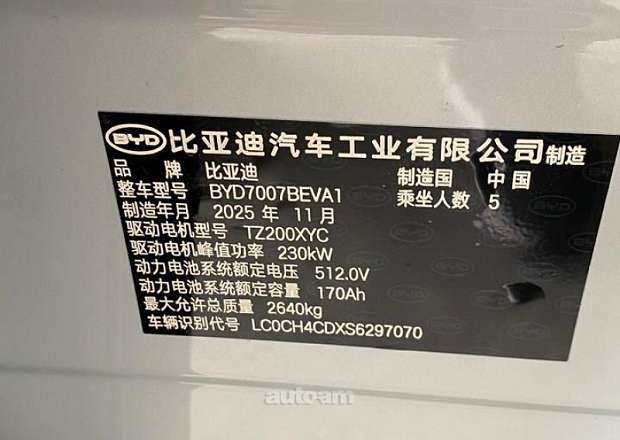 BYD 比亚迪汽车工业有限公司制造
品 牌 比亚迪 制造国 中国
整车型号 BYD7007BEVA1 乘坐人数 5
制造年月 2025 年 11 月
驱动电机型号 TZ200XYC
驱动电机峰值功率 230kW
动力电池系统额定电压 512.0V
动力电池系统额定容量 170Ah
最大允许总质量 2640kg
车辆识别代号 LC0CH4CDXS6297070
auto.am